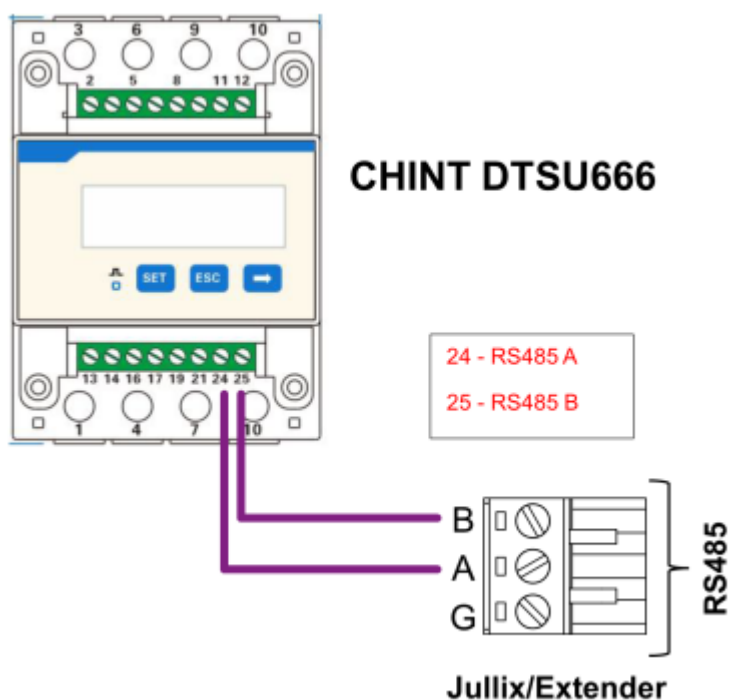 3 6 9 10
2 5 8 11 12
CHINT DTSU666
SET ESC
24 - RS485 A
25 - RS485 B
13 14 16 17 19 21 24 25
1 4 7 10
B
A
G
RS485
Jullix/Extender